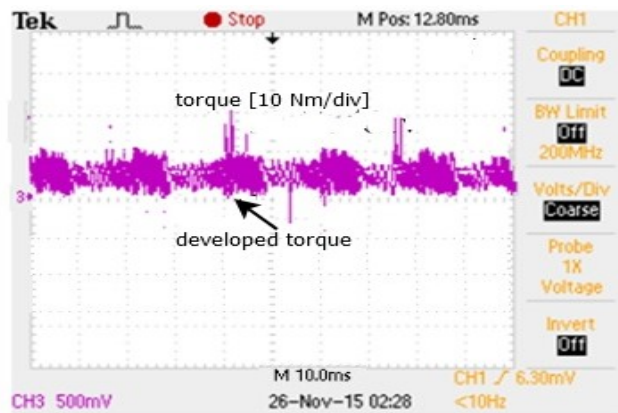 Tek Stop M Pos: 12.80ms CH1
Coupling
DC
torque [10 Nm/div]
BW Limit
Off
200MHz
Volts/Div
Coarse
3
developed torque
Probe
1X
Voltage
Invert
Off
M 10.0ms
CH3 500mV 26-Nov-15 02:28 CH1 / 6.30mV
<10Hz